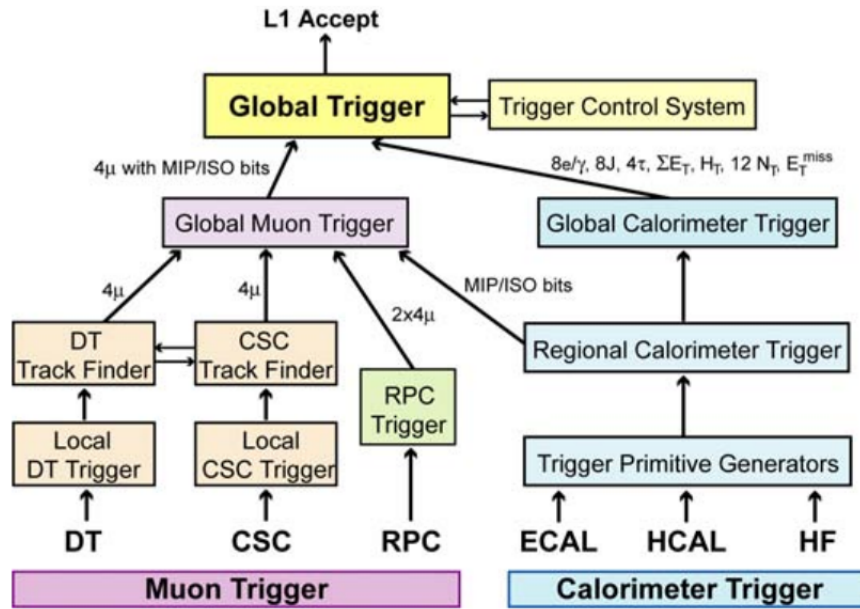 L1 Accept
Global Trigger
Trigger Control System
4μ with MIP/ISO bits
8e/γ, 8J, 4τ, ΣE_T, H_T, 12 N_T, E_T^miss
Global Muon Trigger
Global Calorimeter Trigger
4μ
4μ
2x4μ
MIP/ISO bits
DT
Track Finder
CSC
Track Finder
Regional Calorimeter Trigger
RPC
Trigger
Local
DT Trigger
Local
CSC Trigger
Trigger Primitive Generators
DT
CSC
RPC
ECAL
HCAL
HF
Muon Trigger
Calorimeter Trigger